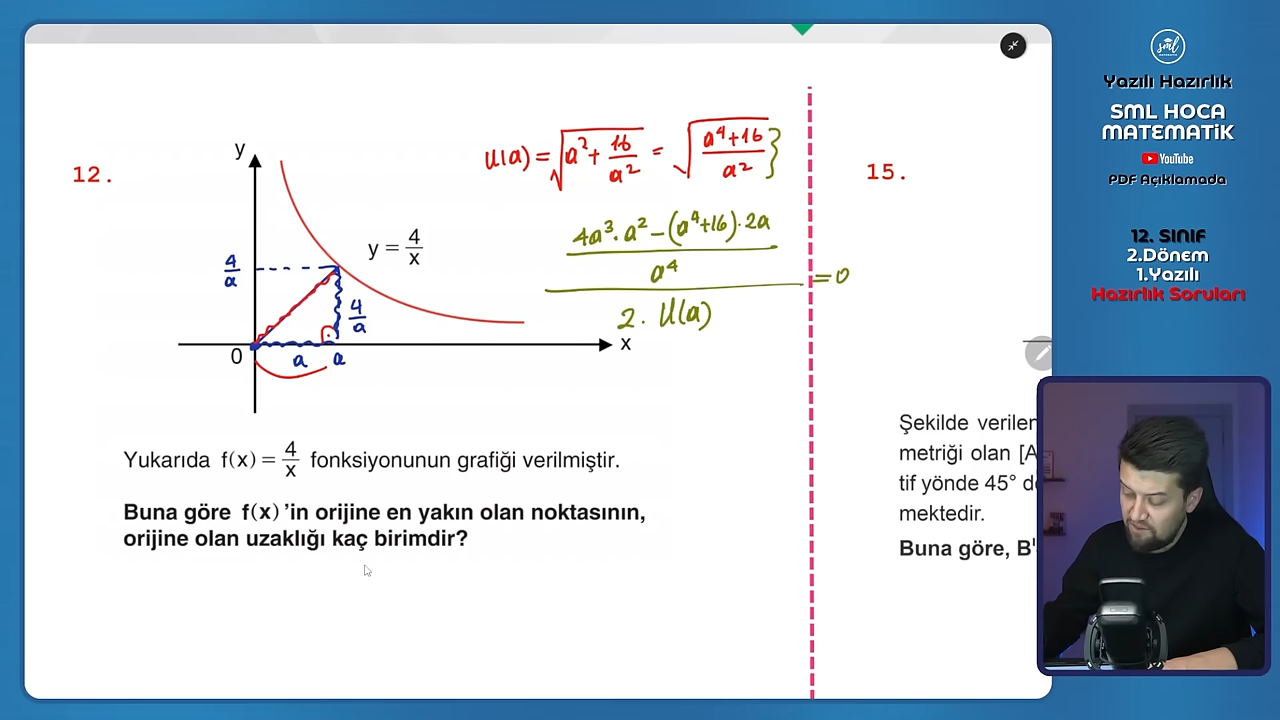 12.
y
y = 4/x
4/a
4/a
0
a
a
x
U(a) = √(a² + 16/a²) = √((a⁴+16)/a²)
4a³·a² − (a⁴+16)·2a
a⁴
= 0
2. U(a)
Yukarıda f(x) = 4/x fonksiyonunun grafiği verilmiştir.
Buna göre f(x)'in orijine en yakın olan noktasının,
orijine olan uzaklığı kaç birimdir?
15.
Şekilde verilen
metriği olan [A
tif yönde 45° d
mektedir.
Buna göre, B'
sml
Yazılı Hazırlık
SML HOCA
MATEMATİK
YouTube
PDF Açıklamada
12. SINIF
2.Dönem
1.Yazılı
Hazırlık Soruları